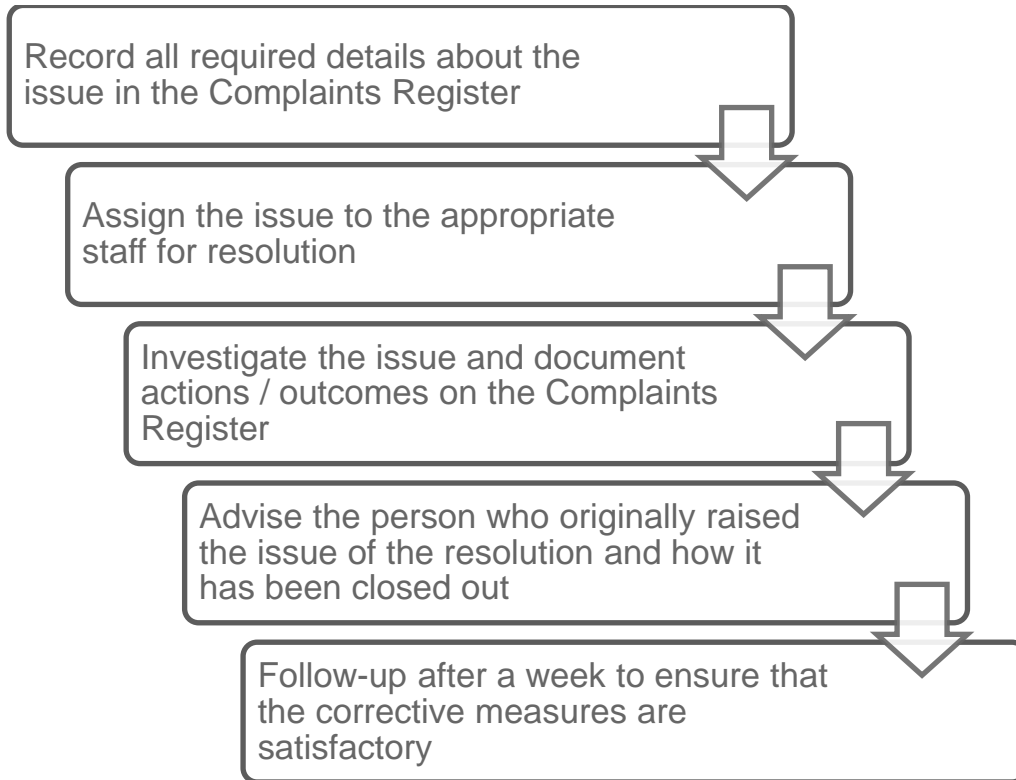 Record all required details about the
issue in the Complaints Register
Assign the issue to the appropriate
staff for resolution
Investigate the issue and document
actions / outcomes on the Complaints
Register
Advise the person who originally raised
the issue of the resolution and how it
has been closed out
Follow-up after a week to ensure that
the corrective measures are
satisfactory